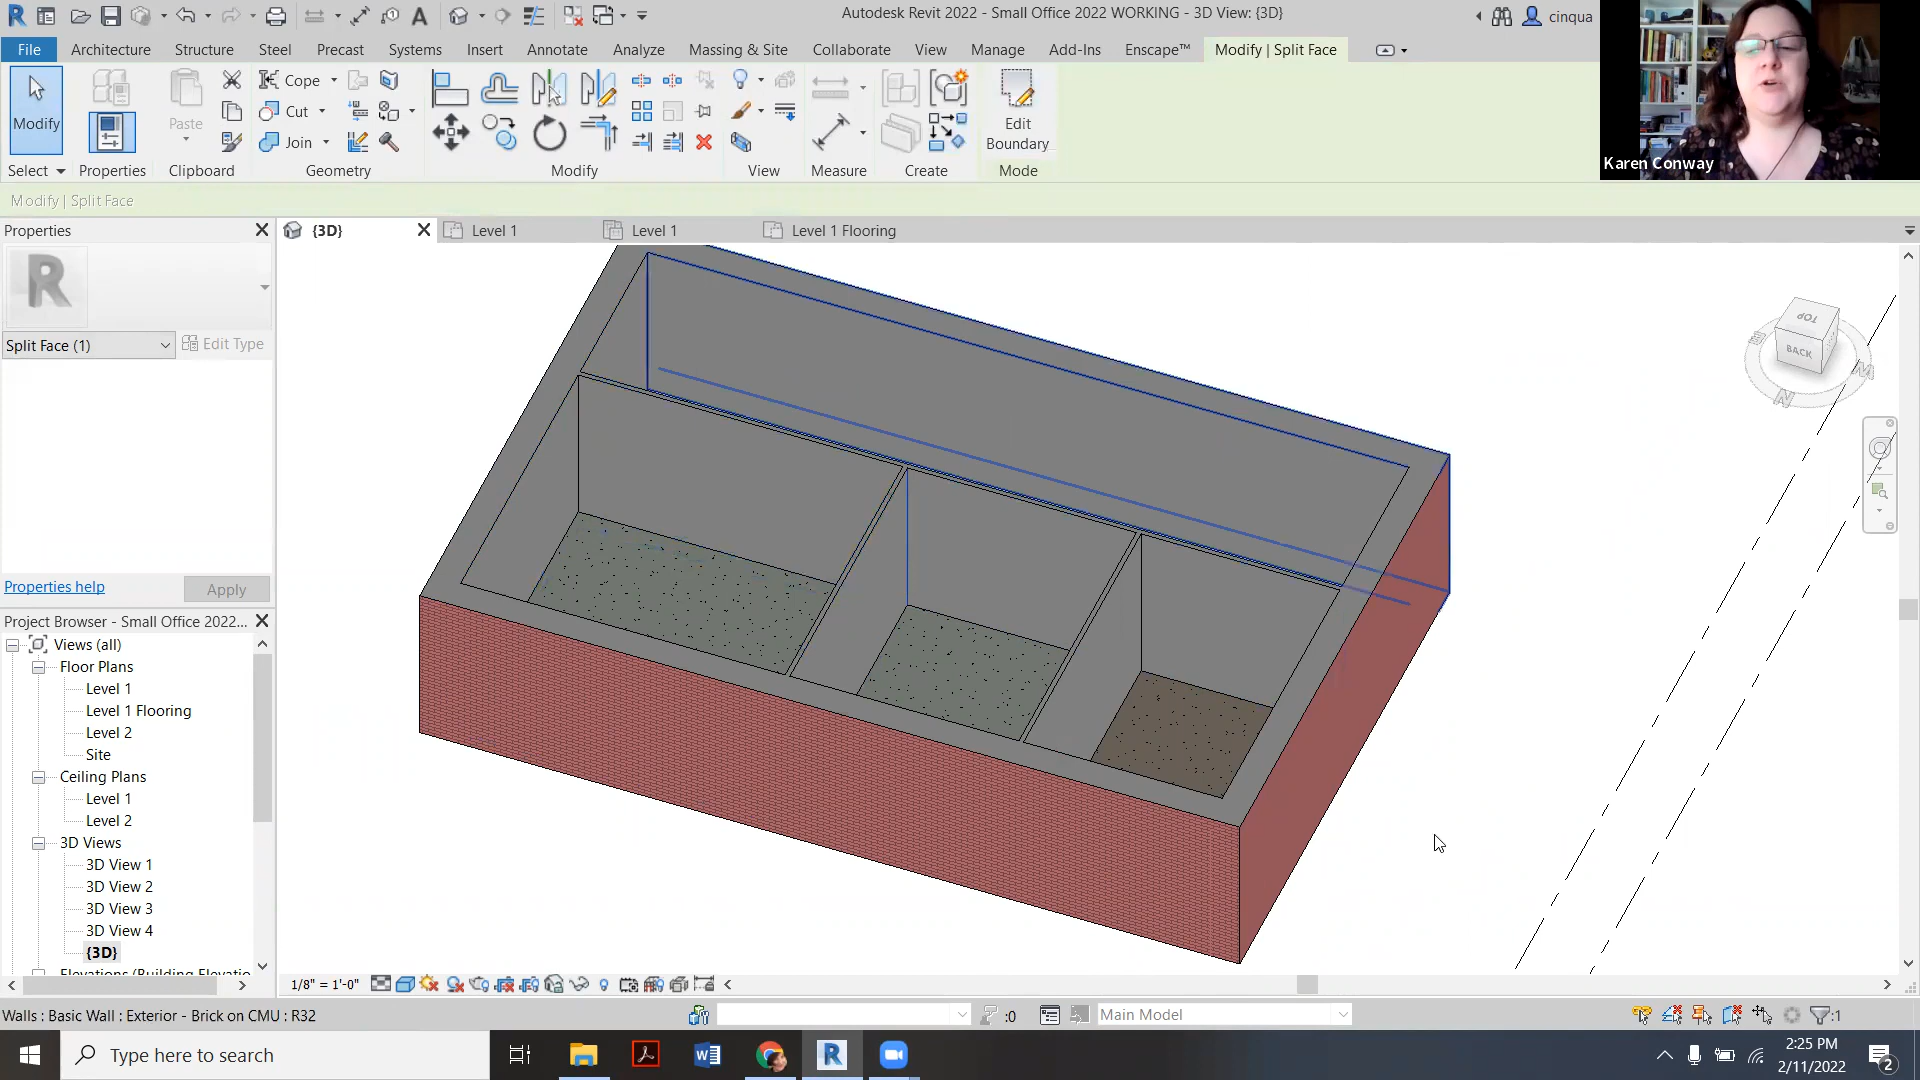 Autodesk Revit 2022 - Small Office 2022 WORKING - 3D View: {3D}
cinqua
File
Architecture
Structure
Steel
Precast
Systems
Insert
Annotate
Analyze
Massing & Site
Collaborate
View
Manage
Add-Ins
Enscape™
Modify | Split Face
Modify
Paste
Cope
Cut
Join
Edit
Boundary
Select
Properties
Clipboard
Geometry
Modify
View
Measure
Create
Mode
Karen Conway
Modify | Split Face
Properties
{3D}
Level 1
Level 1
Level 1 Flooring
R
Split Face (1)
Edit Type
TOP
BACK
E
N
W
Properties help
Apply
Project Browser - Small Office 2022...
Views (all)
Floor Plans
Level 1
Level 1 Flooring
Level 2
Site
Ceiling Plans
Level 1
Level 2
3D Views
3D View 1
3D View 2
3D View 3
3D View 4
{3D}
Elevations (Building Elevatio
1/8" = 1'-0"
Walls : Basic Wall : Exterior - Brick on CMU : R32
:0
Main Model
:1
Type here to search
2:25 PM
2/11/2022
2